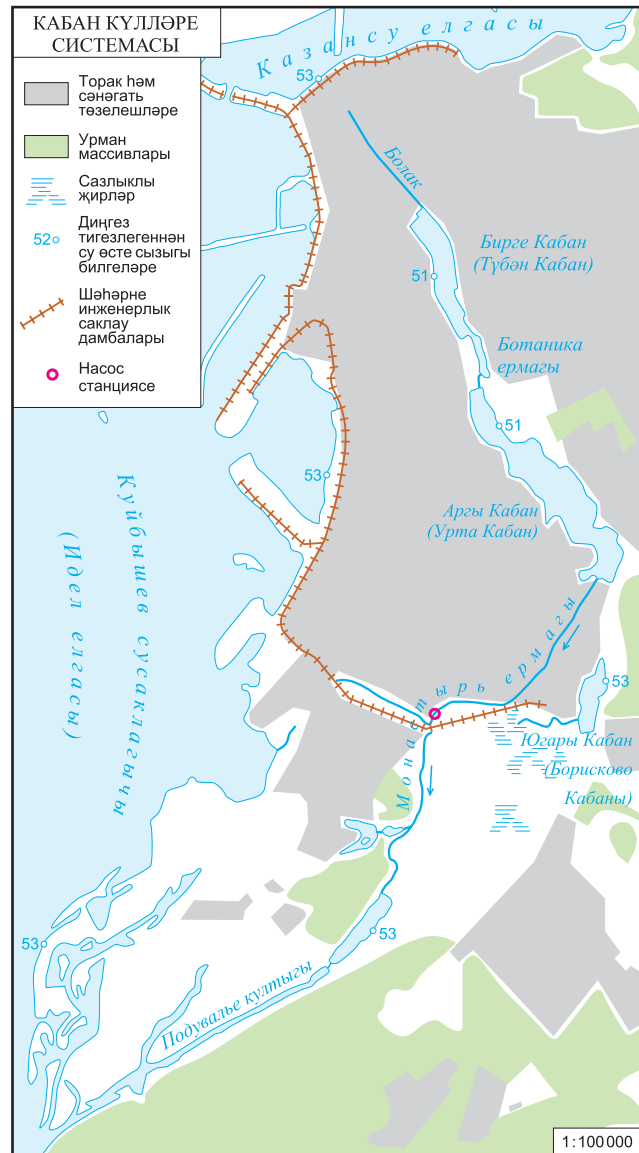 КАБАН КҮЛЛӘРЕ
СИСТЕМАСЫ
Торак һәм
сәнәгать
төзелешләре
Урман
массивлары
Сазлыклы
җирләр
52
Диңгез
тигезлегеннән
су өсте сызыгы
билгеләре
Шәһәрне
инженерлык
саклау
дамбалары
Насос
станциясе
Казансу елгасы
53
Болак
Бирге Кабан
(Түбән Кабан)
51
Ботаника
ермагы
51
53
Аргы Кабан
(Урта Кабан)
Куйбышев сусаклагычы
(Идел елгасы)
Монастырь ермагы
53
Югары Кабан
(Борисково
Кабаны)
53
53
Подувалье култыгы
1:100 000